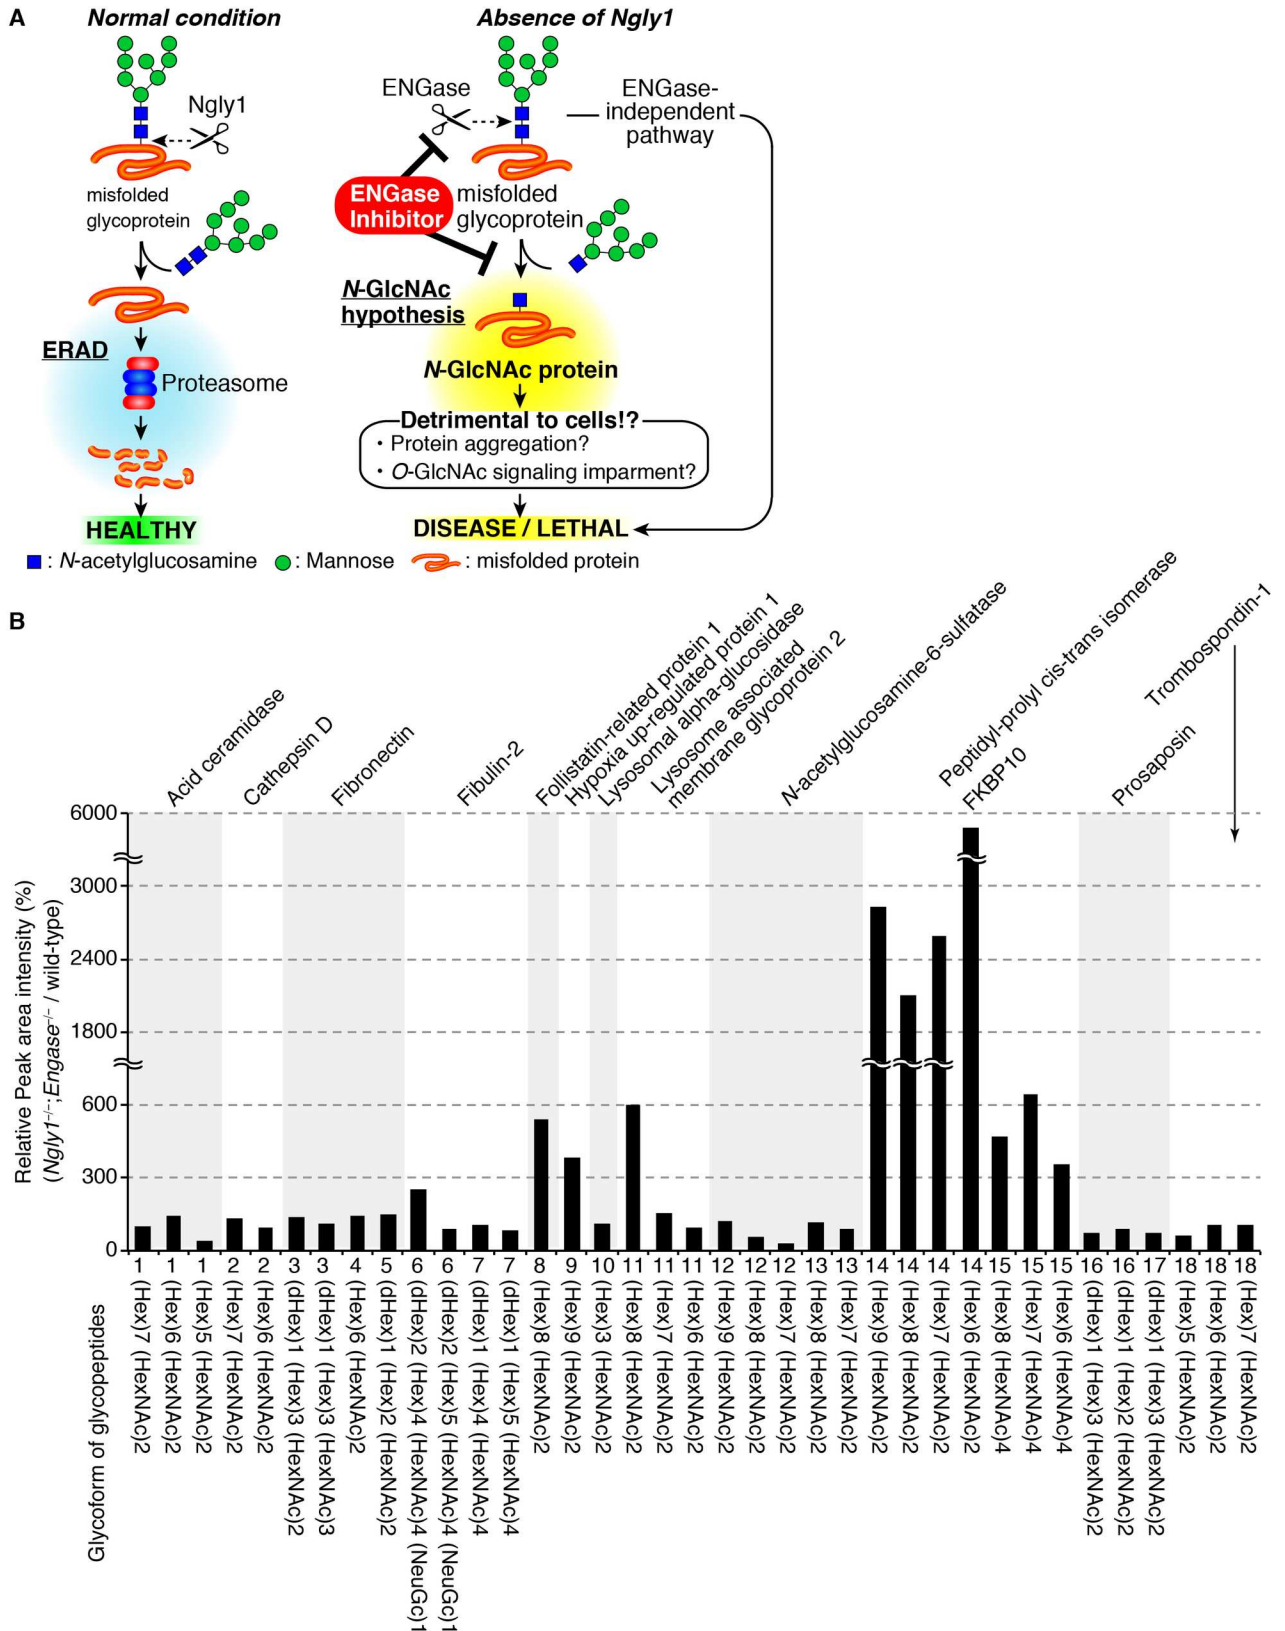 A
Normal condition
Absence of Ngly1
Ngly1
ENGase
ENGase-
independent
pathway
misfolded
glycoprotein
ENGase
Inhibitor
misfolded
glycoprotein
N-GlcNAc
hypothesis
ERAD
Proteasome
N-GlcNAc protein
Detrimental to cells!?
• Protein aggregation?
• O-GlcNAc signaling imparment?
HEALTHY
DISEASE / LETHAL
: N-acetylglucosamine
: Mannose
: misfolded protein
B
Acid ceramidase
Cathepsin D
Fibronectin
Fibulin-2
Follistatin-related protein 1
Hypoxia up-regulated protein 1
Lysosomal alpha-glucosidase
Lysosome associated
membrane glycoprotein 2
N-acetylglucosamine-6-sulfatase
Peptidyl-prolyl cis-trans isomerase
FKBP10
Prosaposin
Trombospondin-1
Relative Peak area intensity (%)
(Ngly1-/-;Engase-/- / wild-type)
6000
3000
2400
1800
600
300
0
Glycoform of glycopeptides
1 (Hex)7 (HexNAc)2
1 (Hex)6 (HexNAc)2
1 (Hex)5 (HexNAc)2
2 (Hex)7 (HexNAc)2
2 (Hex)6 (HexNAc)2
3 (dHex)1 (Hex)3 (HexNAc)2
3 (dHex)1 (Hex)3 (HexNAc)3
4 (Hex)6 (HexNAc)2
5 (dHex)1 (Hex)2 (HexNAc)2
6 (dHex)2 (Hex)4 (HexNAc)4 (NeuGc)1
6 (dHex)2 (Hex)5 (HexNAc)4 (NeuGc)1
7 (dHex)1 (Hex)4 (HexNAc)4
7 (dHex)1 (Hex)5 (HexNAc)4
8 (Hex)8 (HexNAc)2
9 (Hex)9 (HexNAc)2
10 (Hex)3 (HexNAc)2
11 (Hex)8 (HexNAc)2
11 (Hex)7 (HexNAc)2
11 (Hex)6 (HexNAc)2
12 (Hex)9 (HexNAc)2
12 (Hex)8 (HexNAc)2
12 (Hex)7 (HexNAc)2
13 (Hex)8 (HexNAc)2
13 (Hex)7 (HexNAc)2
14 (Hex)9 (HexNAc)2
14 (Hex)8 (HexNAc)2
14 (Hex)7 (HexNAc)2
14 (Hex)6 (HexNAc)2
15 (Hex)8 (HexNAc)4
15 (Hex)7 (HexNAc)4
15 (Hex)6 (HexNAc)4
16 (dHex)1 (Hex)3 (HexNAc)2
16 (dHex)1 (Hex)2 (HexNAc)2
17 (dHex)1 (Hex)3 (HexNAc)2
18 (Hex)5 (HexNAc)2
18 (Hex)6 (HexNAc)2
18 (Hex)7 (HexNAc)2